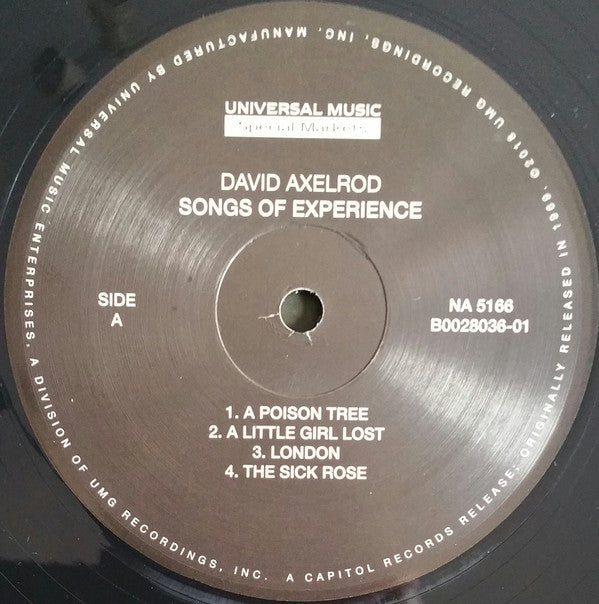 UNIVERSAL MUSIC
Special Markets
DAVID AXELROD
SONGS OF EXPERIENCE
SIDE
A
NA 5166
B0028036-01
1. A POISON TREE
2. A LITTLE GIRL LOST
3. LONDON
4. THE SICK ROSE
A CAPITOL RECORDS RELEASE; ORIGINALLY RELEASED IN 1969, ©2018 UMG RECORDINGS, INC. MANUFACTURED BY UNIVERSAL MUSIC ENTERPRISES, A DIVISION OF UMG RECORDINGS, INC.